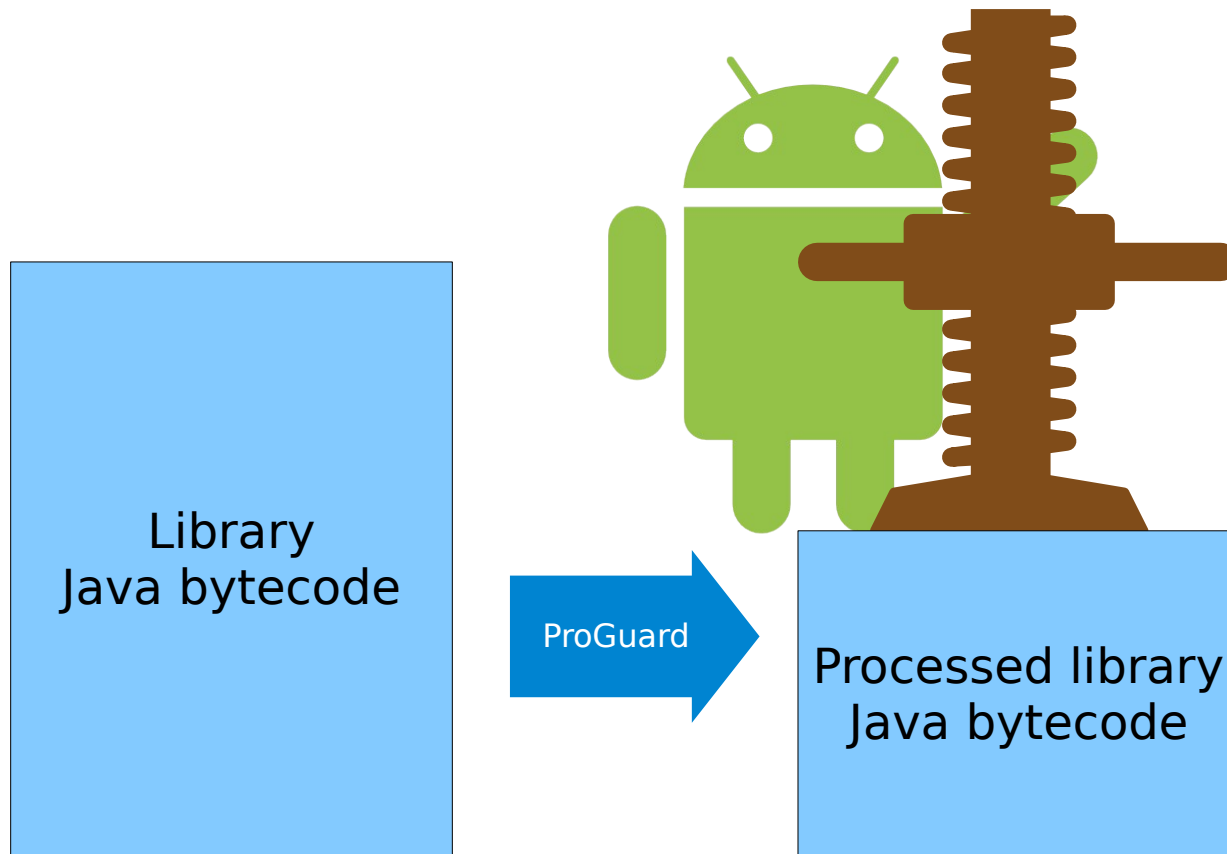 Library
Java bytecode
ProGuard
Processed library
Java bytecode